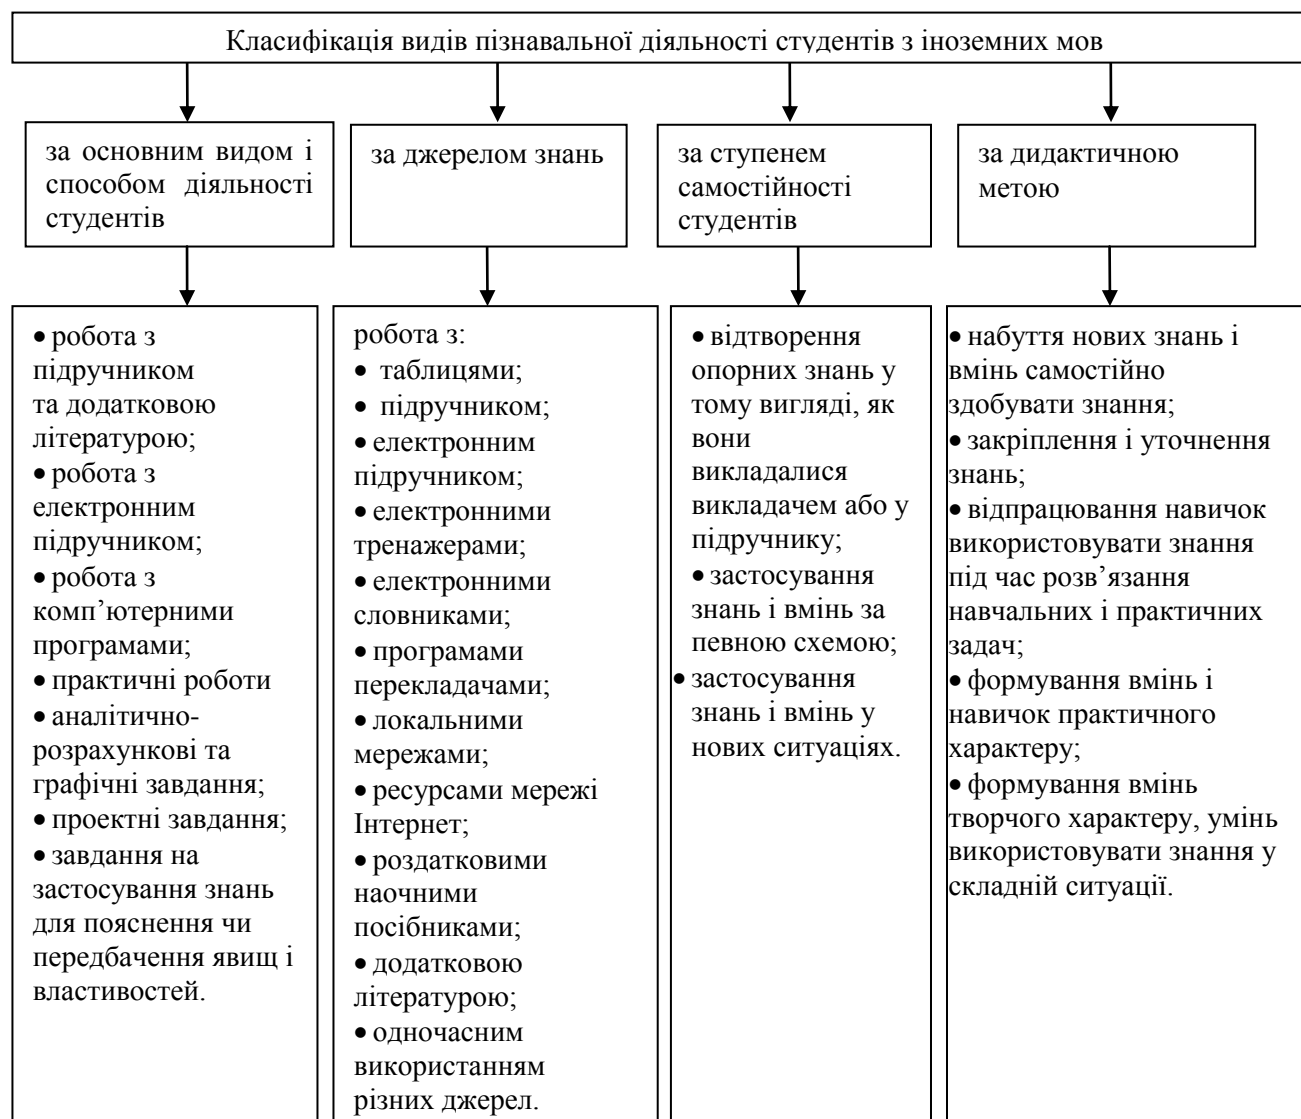 Класифікація видів пізнавальної діяльності студентів з іноземних мов
за основним видом і
способом діяльності
студентів
за джерелом знань
за ступенем
самостійності
студентів
за дидактичною
метою
• робота з
підручником
та додатковою
літературою;
• робота з
електронним
підручником;
• робота з
комп’ютерними
програмами;
• практичні роботи
• аналітично-
розрахункові та
графічні завдання;
• проектні завдання;
• завдання на
застосування знань
для пояснення чи
передбачення явищ і
властивостей.
робота з:
• таблицями;
• підручником;
• електронним
підручником;
• електронними
тренажерами;
• електронними
словниками;
• програмами
перекладачами;
• локальними
мережами;
• ресурсами мережі
Інтернет;
• роздатковими
наочними
посібниками;
• додатковою
літературою;
• одночасним
використанням
різних джерел.
• відтворення
опорних знань у
тому вигляді, як
вони
викладалися
викладачем або у
підручнику;
• застосування
знань і вмінь за
певною схемою;
• застосування
знань і вмінь у
нових ситуаціях.
• набуття нових знань і
вмінь самостійно
здобувати знання;
• закріплення і уточнення
знань;
• відпрацювання навичок
використовувати знання
під час розв’язання
навчальних і практичних
задач;
• формування вмінь і
навичок практичного
характеру;
• формування вмінь
творчого характеру, умінь
використовувати знання у
складній ситуації.